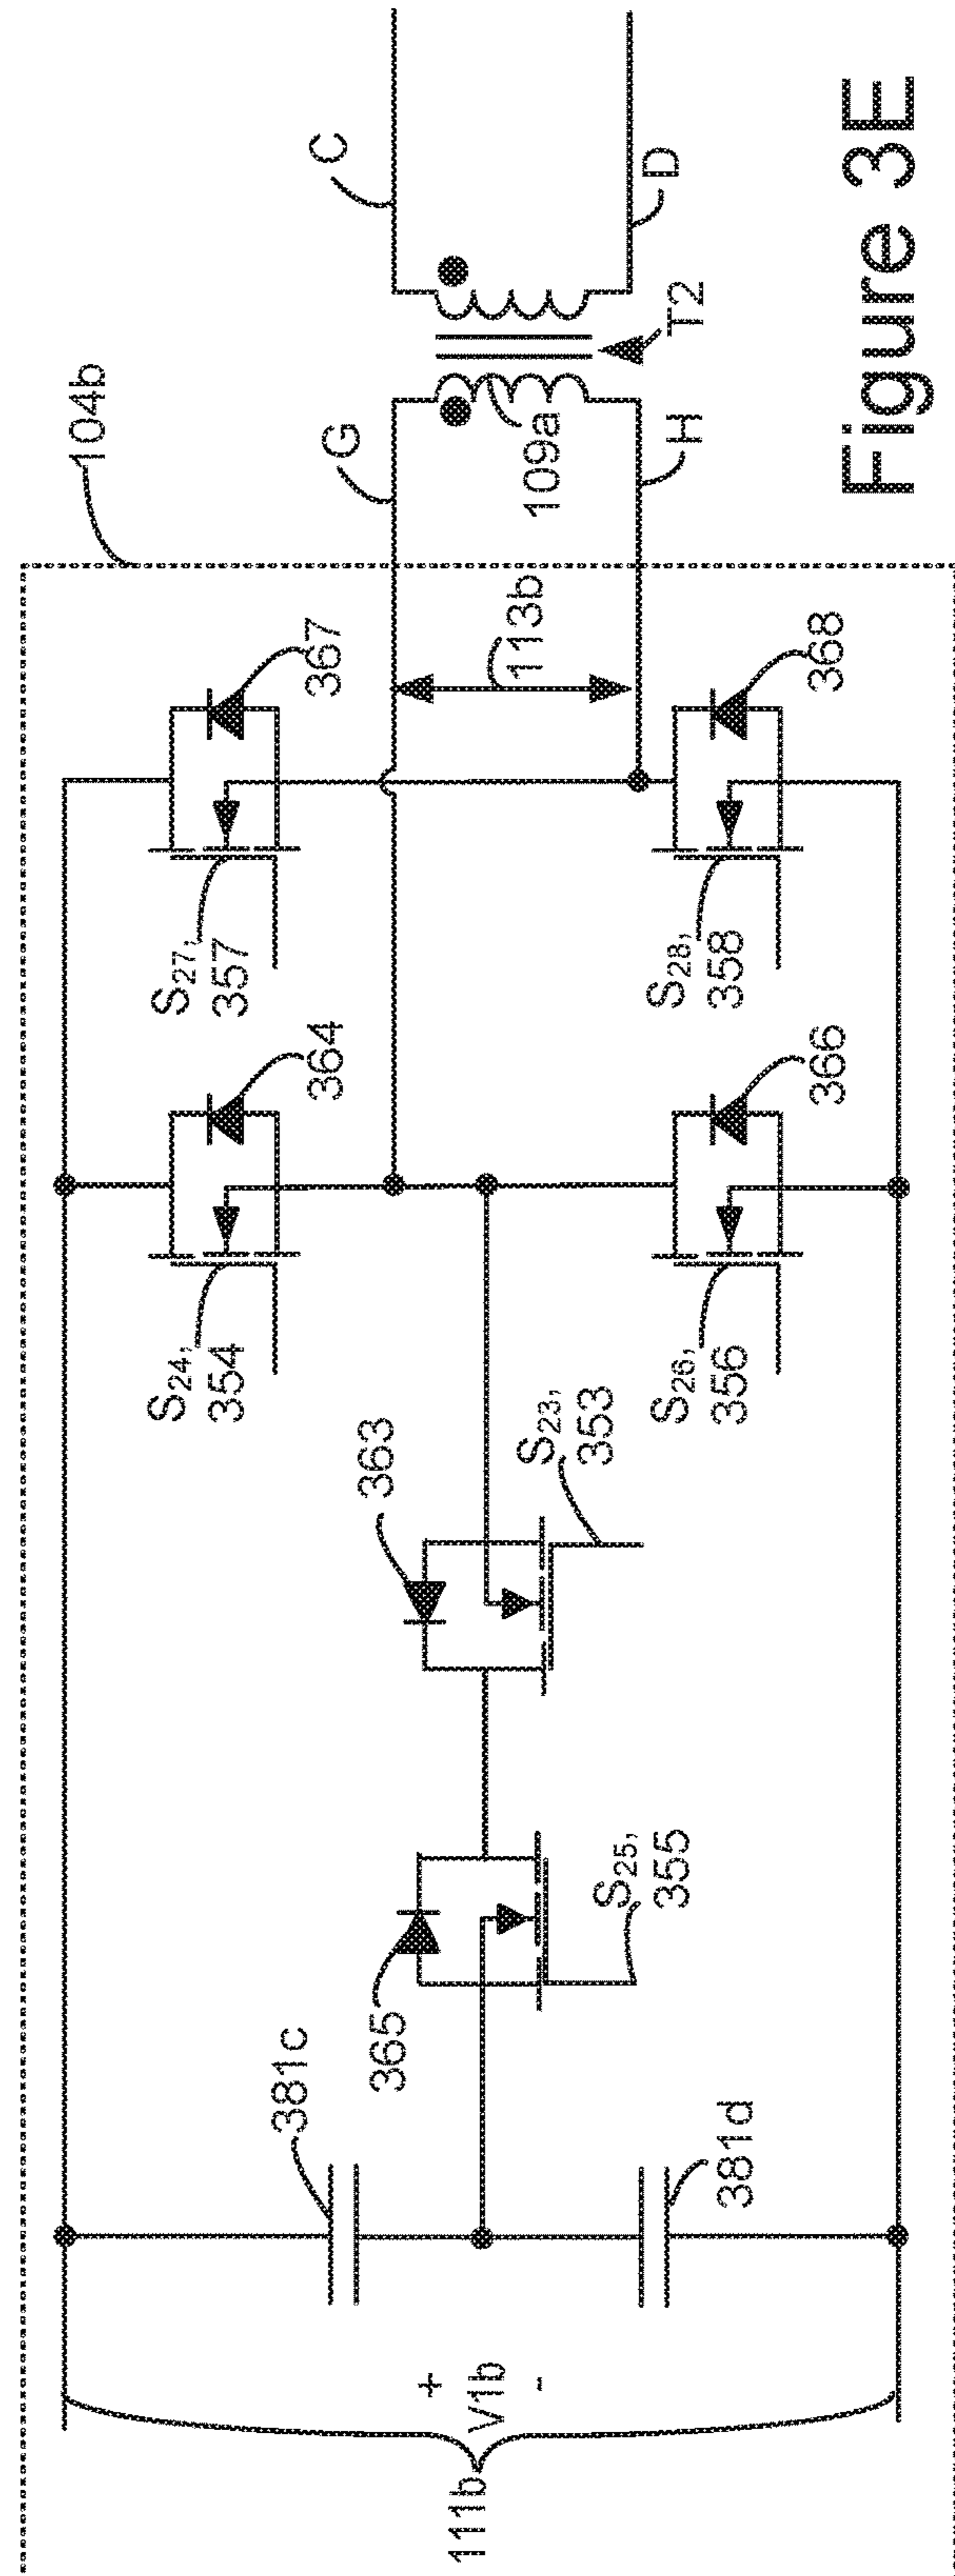 111b
+
V1b
-
381c
381d
365
S25,
355
363
S23,
353
S24,
354
364
S26,
356
366
S27,
357
367
S28,
358
368
113b
104b
G
H
109a
T2
C
D
Figure 3E